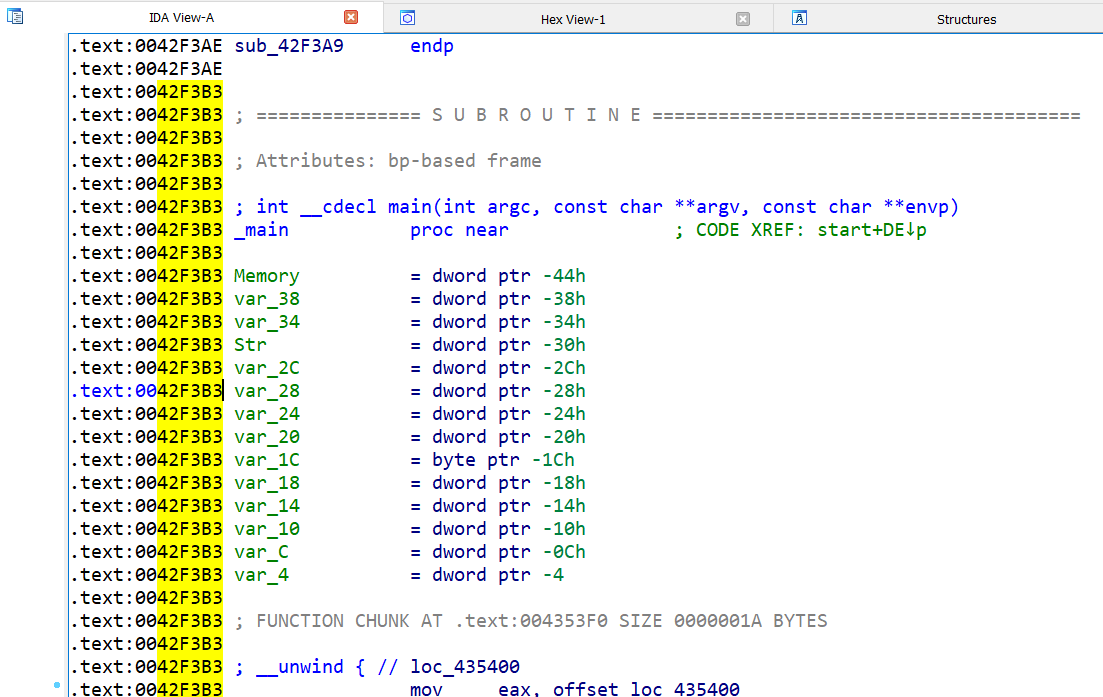 IDA View-A Hex View-1 Structures
.text:0042F3AE sub_42F3A9 endp
.text:0042F3AE
.text:0042F3B3
.text:0042F3B3 ; =============== S U B R O U T I N E =======================================
.text:0042F3B3
.text:0042F3B3 ; Attributes: bp-based frame
.text:0042F3B3
.text:0042F3B3 ; int __cdecl main(int argc, const char **argv, const char **envp)
.text:0042F3B3 _main proc near ; CODE XREF: start+DE↓p
.text:0042F3B3
.text:0042F3B3 Memory = dword ptr -44h
.text:0042F3B3 var_38 = dword ptr -38h
.text:0042F3B3 var_34 = dword ptr -34h
.text:0042F3B3 Str = dword ptr -30h
.text:0042F3B3 var_2C = dword ptr -2Ch
.text:0042F3B3 var_28 = dword ptr -28h
.text:0042F3B3 var_24 = dword ptr -24h
.text:0042F3B3 var_20 = dword ptr -20h
.text:0042F3B3 var_1C = byte ptr -1Ch
.text:0042F3B3 var_18 = dword ptr -18h
.text:0042F3B3 var_14 = dword ptr -14h
.text:0042F3B3 var_10 = dword ptr -10h
.text:0042F3B3 var_C = dword ptr -0Ch
.text:0042F3B3 var_4 = dword ptr -4
.text:0042F3B3
.text:0042F3B3 ; FUNCTION CHUNK AT .text:004353F0 SIZE 0000001A BYTES
.text:0042F3B3
.text:0042F3B3 ; __unwind { // loc_435400
.text:0042F3B3 mov eax, offset loc_435400